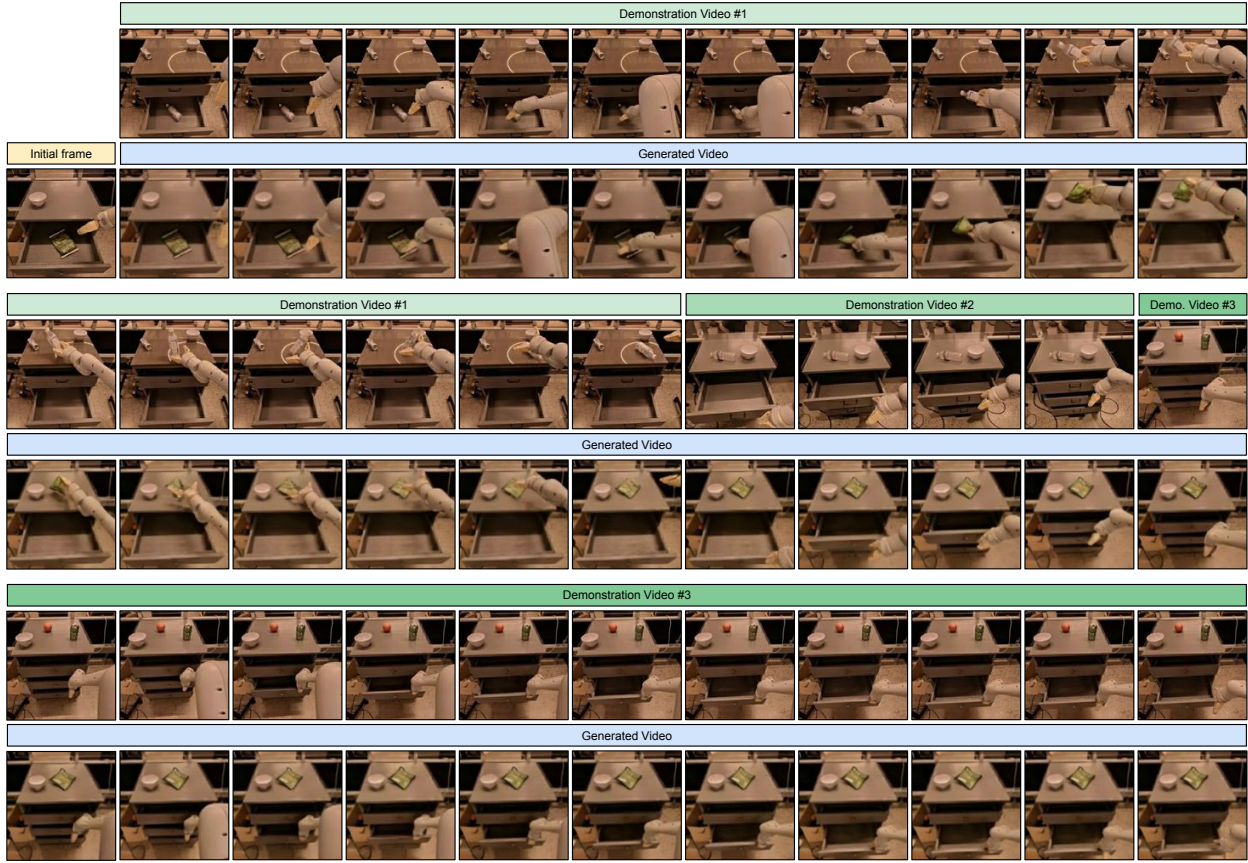 Demonstration Video #1
Initial frame
Generated Video
Demonstration Video #1
Demonstration Video #2
Demo. Video #3
Generated Video
Demonstration Video #3
Generated Video